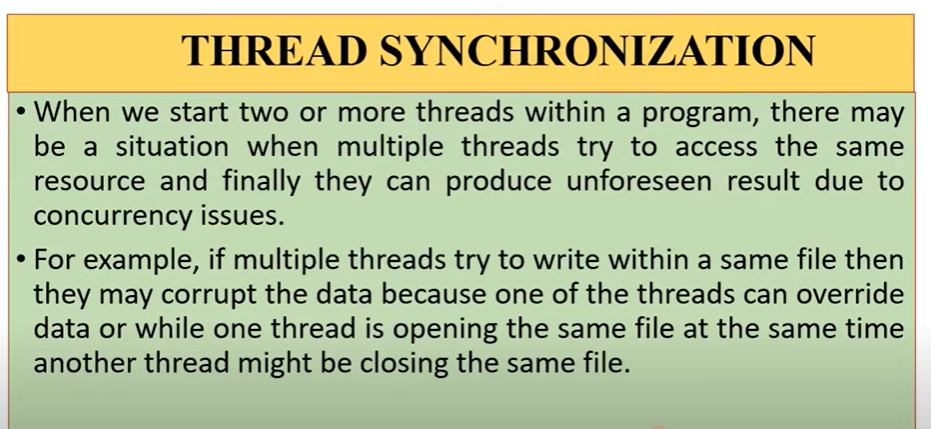 THREAD SYNCHRONIZATION
• When we start two or more threads within a program, there may
be a situation when multiple threads try to access the same
resource and finally they can produce unforeseen result due to
concurrency issues.
• For example, if multiple threads try to write within a same file then
they may corrupt the data because one of the threads can override
data or while one thread is opening the same file at the same time
another thread might be closing the same file.